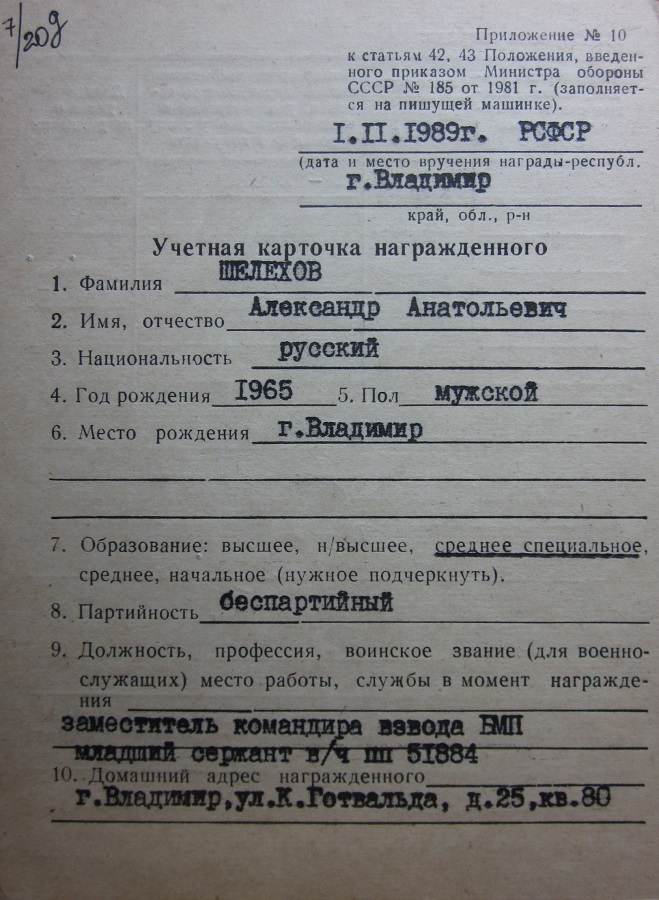 7/20д
Приложение № 10
к статьям 42, 43 Положения, введен-
ного приказом Министра обороны
СССР № 185 от 1981 г. (заполняет-
ся на пишущей машинке).
I.II.1989г. РСФСР
(дата и место вручения награды-республ.
г.Владимир
край, обл., р-н
Учетная карточка награжденного
1. Фамилия ШЕЛЕХОВ
2. Имя, отчество Александр Анатольевич
3. Национальность русский
4. Год рождения 1965 5. Пол мужской
6. Место рождения г.Владимир
7. Образование: высшее, н/высшее, среднее специальное,
среднее, начальное (нужное подчеркнуть).
8. Партийность беспартийный
9. Должность, профессия, воинское звание (для военно-
служащих) место работы, службы в момент награжде-
ния
заместитель командира взвода БМП
младший сержант в/ч пп 51884
10. Домашний адрес награжденного
г.Владимир,ул.К.Готвальда, д.25,кв.80